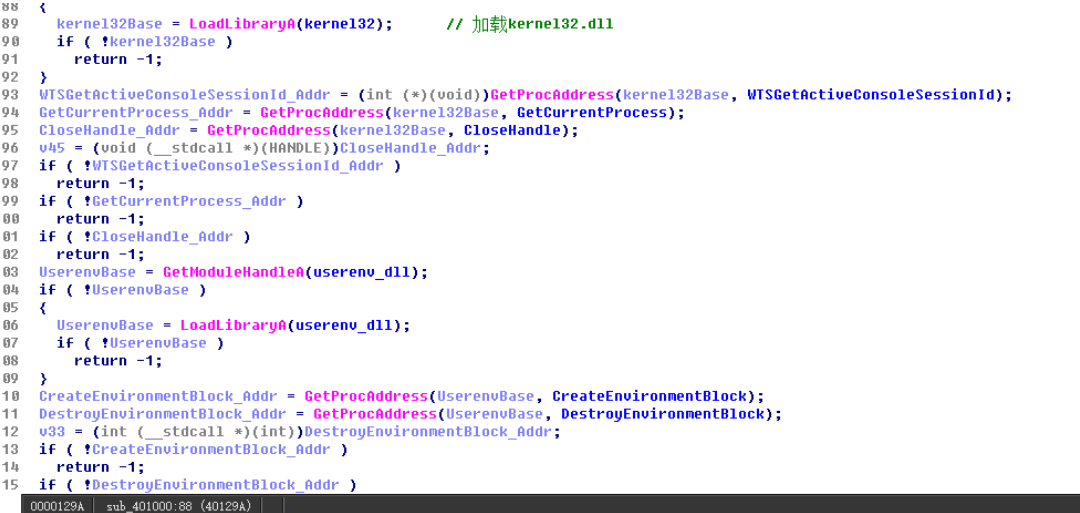 88 {
89 kernel32Base = LoadLibraryA(kernel32); // 加载kernel32.dll
90 if ( !kernel32Base )
91 return -1;
92 }
93 WTSGetActiveConsoleSessionId_Addr = (int (*)(void))GetProcAddress(kernel32Base, WTSGetActiveConsoleSessionId);
94 GetCurrentProcess_Addr = GetProcAddress(kernel32Base, GetCurrentProcess);
95 CloseHandle_Addr = GetProcAddress(kernel32Base, CloseHandle);
96 v45 = (void (__stdcall *)(HANDLE))CloseHandle_Addr;
97 if ( !WTSGetActiveConsoleSessionId_Addr )
98 return -1;
99 if ( !GetCurrentProcess_Addr )
00 return -1;
01 if ( !CloseHandle_Addr )
02 return -1;
03 UserenvBase = GetModuleHandleA(userenv_dll);
04 if ( !UserenvBase )
05 {
06 UserenvBase = LoadLibraryA(userenv_dll);
07 if ( !UserenvBase )
08 return -1;
09 }
10 CreateEnvironmentBlock_Addr = GetProcAddress(UserenvBase, CreateEnvironmentBlock);
11 DestroyEnvironmentBlock_Addr = GetProcAddress(UserenvBase, DestroyEnvironmentBlock);
12 v33 = (int (__stdcall *)(int))DestroyEnvironmentBlock_Addr;
13 if ( !CreateEnvironmentBlock_Addr )
14 return -1;
15 if ( !DestroyEnvironmentBlock_Addr )
0000129A sub_401000:88 (40129A)